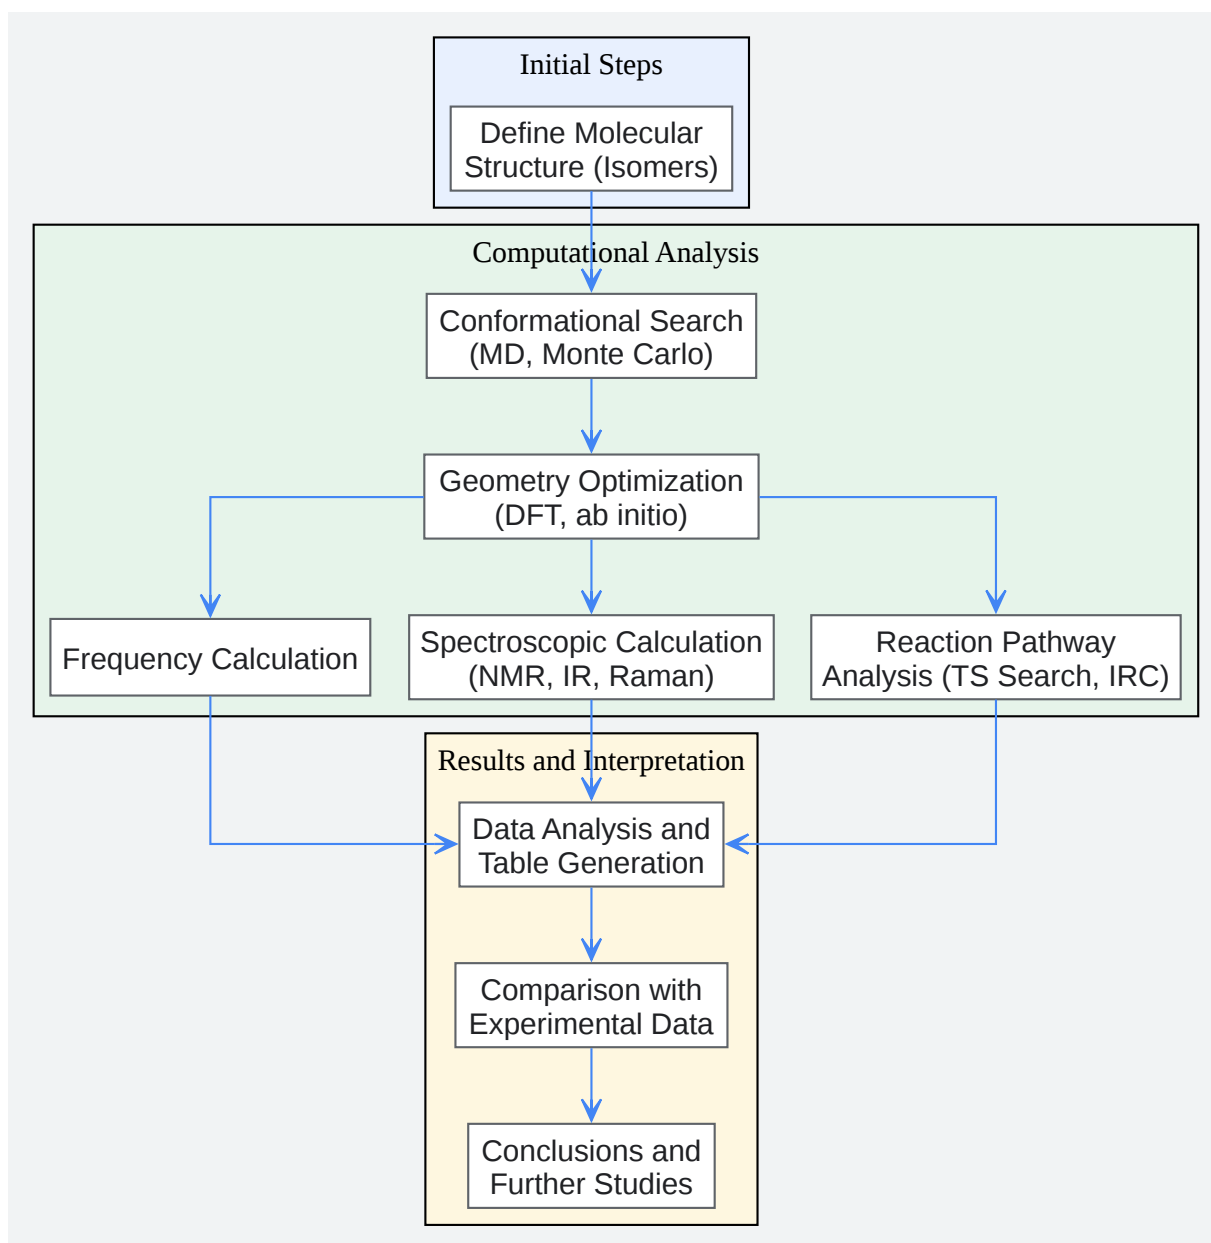 Initial Steps
Define Molecular
Structure (Isomers)
Computational Analysis
Conformational Search
(MD, Monte Carlo)
Geometry Optimization
(DFT, ab initio)
Frequency Calculation
Spectroscopic Calculation
(NMR, IR, Raman)
Reaction Pathway
Analysis (TS Search, IRC)
Results and Interpretation
Data Analysis and
Table Generation
Comparison with
Experimental Data
Conclusions and
Further Studies